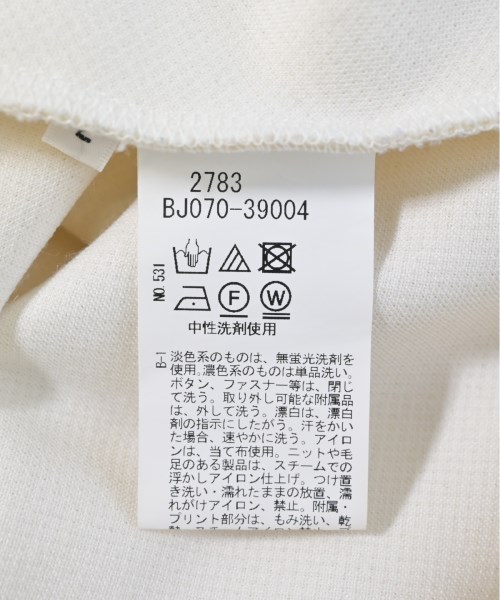 2783
BJ070-39004
NO.531
F W
中性洗剤使用
B-1
淡色系のものは、無蛍光洗剤を
使用。濃色系のものは単品洗い。
ボタン、ファスナー等は、閉じ
て洗う。取り外し可能な附属品
は、外して洗う。漂白は、漂白
剤の指示にしたがう。汗をかい
た場合、速やかに洗う。アイロ
ンは、当て布使用。ニットや毛
足のある製品は、スチームでの
浮かしアイロン仕上げ。つけ置
き洗い・濡れたままの放置、濡
れがけアイロン、禁止。附属・
プリント部分は、もみ洗い、乾